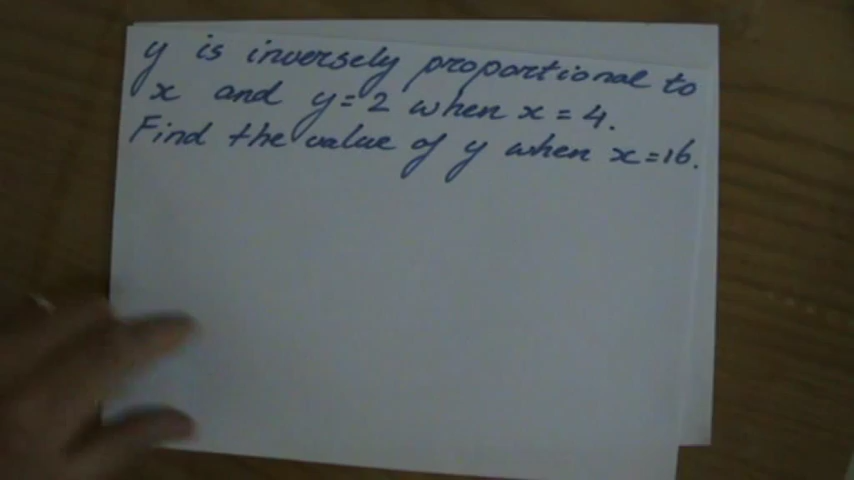 y is inversely proportional to
x and y=2 when x=4.
Find the value of y when x=16.